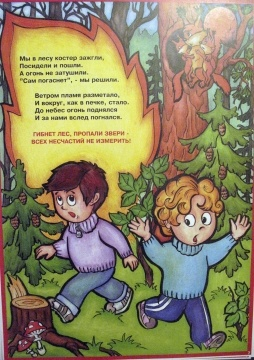 Мы в лесу костер зажгли,
Посидели и пошли.
А огонь не затушили.
"Сам погаснет", - мы решили.
Ветром пламя разметало,
И вокруг, как в печке, стало.
До небес огонь поднялся
И за нами вслед погнался.
ГИБНЕТ ЛЕС, ПРОПАЛИ ЗВЕРИ -
ВСЕХ НЕСЧАСТИЙ НЕ ИЗМЕРИТЬ!